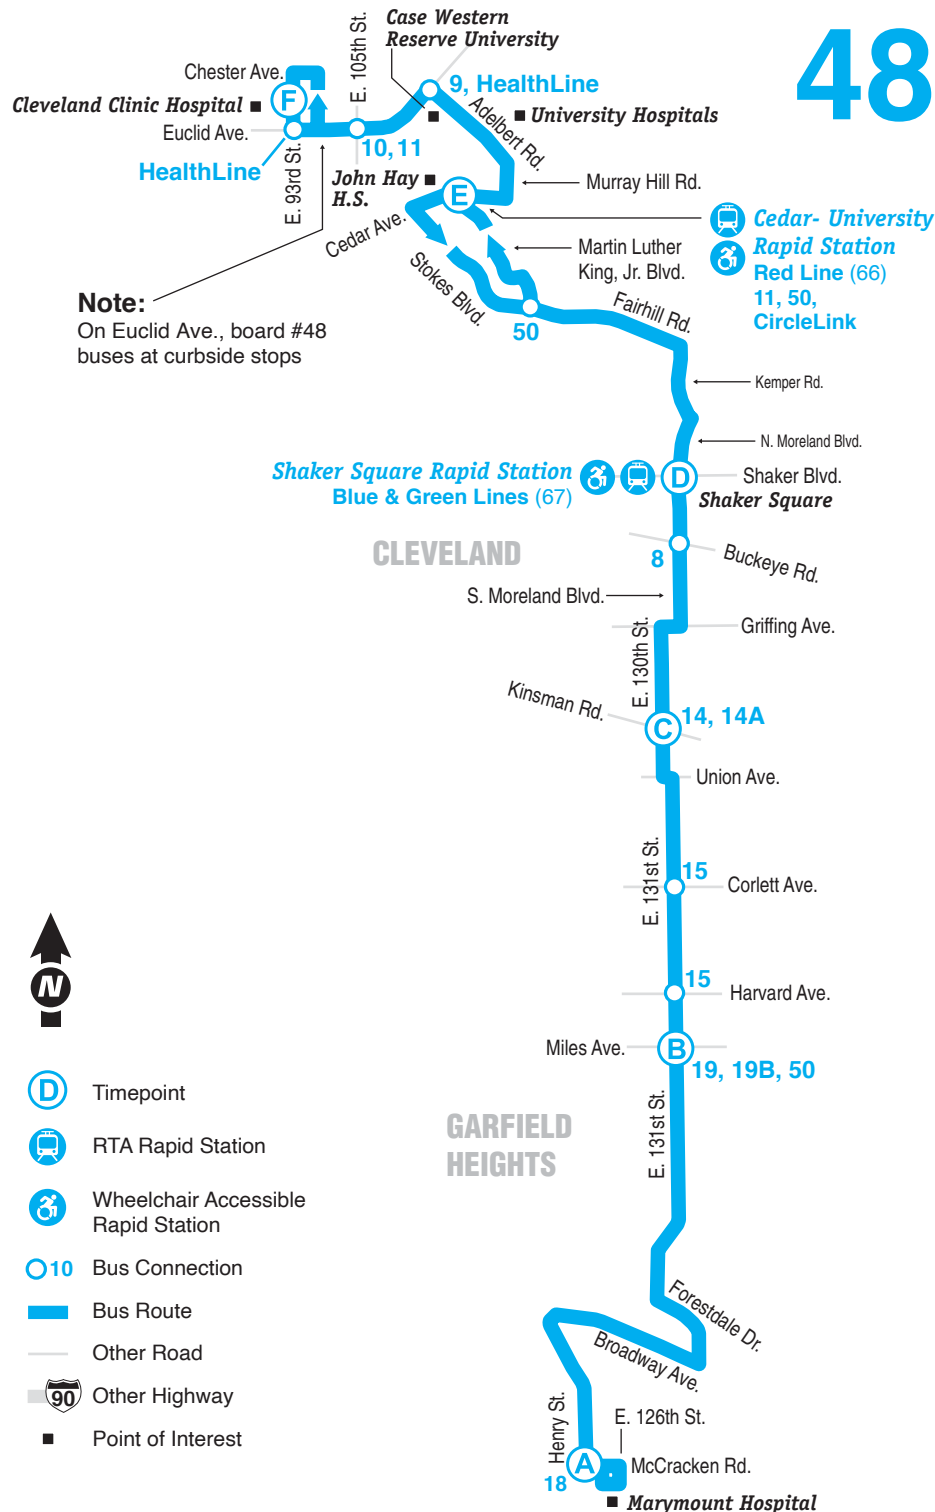 48
Case Western
Reserve University
E. 105th St.
Chester Ave.
F
Cleveland Clinic Hospital
Euclid Ave.
9, HealthLine
Adelbert Rd.
University Hospitals
10, 11
HealthLine
E. 93rd St.
John Hay
H.S.
E
Murray Hill Rd.
Cedar Ave.
Cedar- University
Rapid Station
Red Line (66)
11, 50,
CircleLink
Martin Luther
King, Jr. Blvd.
Stokes Blvd.
50
Fairhill Rd.
Note:
On Euclid Ave., board #48
buses at curbside stops
Kemper Rd.
N. Moreland Blvd.
Shaker Square Rapid Station
Blue & Green Lines (67)
D
Shaker Blvd.
Shaker Square
CLEVELAND
8
Buckeye Rd.
S. Moreland Blvd.
Griffing Ave.
E. 130th St.
Kinsman Rd.
C
14, 14A
Union Ave.
E. 131st St.
15
Corlett Ave.
15
Harvard Ave.
Miles Ave.
B
19, 19B, 50
E. 131st St.
GARFIELD
HEIGHTS
Forestdale Dr.
Broadway Ave.
Henry St.
E. 126th St.
A
18
McCracken Rd.
Marymount Hospital
N
D
Timepoint
RTA Rapid Station
Wheelchair Accessible
Rapid Station
10
Bus Connection
Bus Route
Other Road
90
Other Highway
Point of Interest